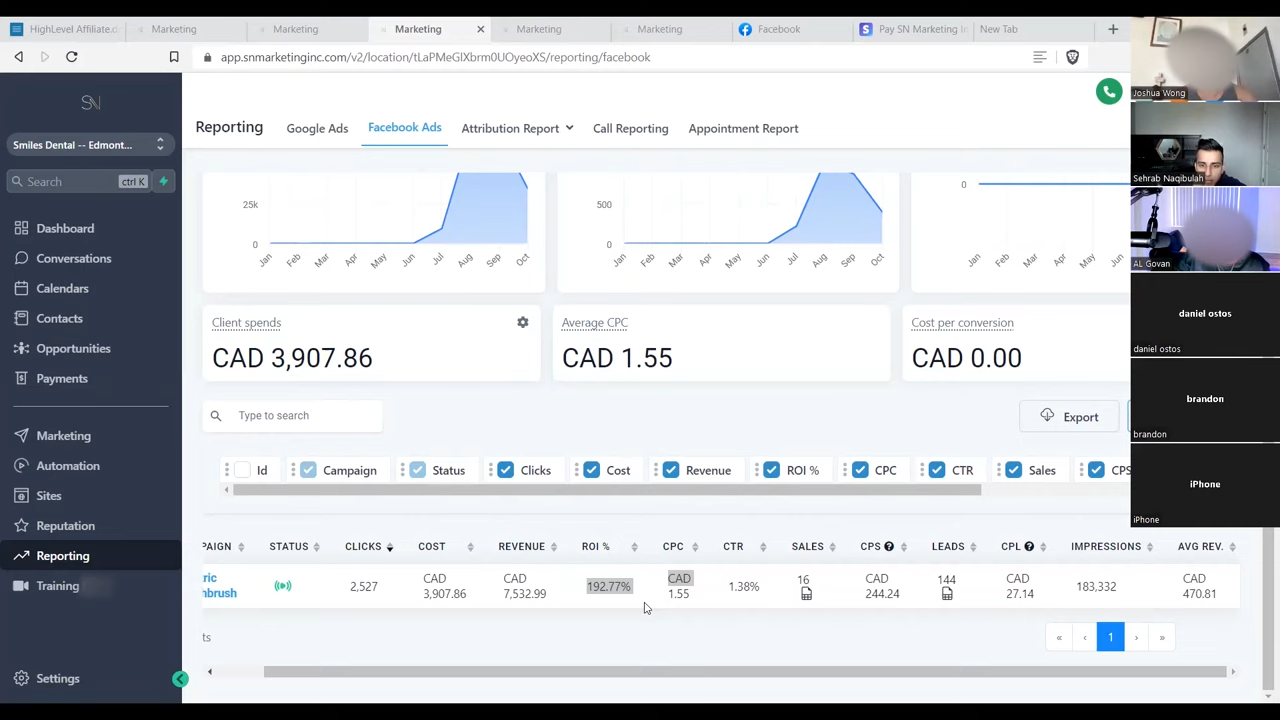 HighLevel Affiliate.c
Marketing
Marketing
Marketing
Marketing
Marketing
Facebook
Pay SN Marketing In
New Tab
app.snmarketinginc.com/v2/location/tLaPMeGlXbrm0UOyeoXS/reporting/facebook
SN
Smiles Dental -- Edmont...
Search
ctrl K
Dashboard
Conversations
Calendars
Contacts
Opportunities
Payments
Marketing
Automation
Sites
Reputation
Reporting
Training
Settings
Reporting
Google Ads
Facebook Ads
Attribution Report
Call Reporting
Appointment Report
25k
0
Jan Feb Mar Apr May Jun Jul Aug Sep Oct
500
0
Jan Feb Mar Apr May Jun Jul Aug Sep Oct
0
Jan Feb Mar Apr May Jun
Client spends
CAD 3,907.86
Average CPC
CAD 1.55
Cost per conversion
CAD 0.00
Type to search
Export
Id Campaign Status Clicks Cost Revenue ROI % CPC CTR Sales CPS
PAIGN STATUS CLICKS COST REVENUE ROI % CPC CTR SALES CPS LEADS CPL IMPRESSIONS AVG REV.
tric
nbrush
2,527
CAD
3,907.86
CAD
7,532.99
192.77%
CAD
1.55
1.38%
16
CAD
244.24
144
CAD
27.14
183,332
CAD
470.81
ts
« ‹ 1 › »
Joshua Wong
Sehrab Naqibulah
AL Govan
daniel ostos
daniel ostos
brandon
brandon
iPhone
iPhone